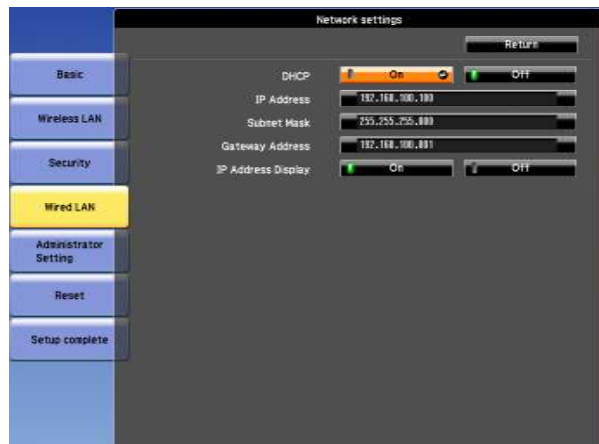 Network settings
Return
Basic
Wireless LAN
Security
Wired LAN
Administrator
Setting
Reset
Setup complete
DHCP On Off
IP Address 192.168.100.100
Subnet Mask 255.255.255.000
Gateway Address 192.168.100.001
IP Address Display On Off